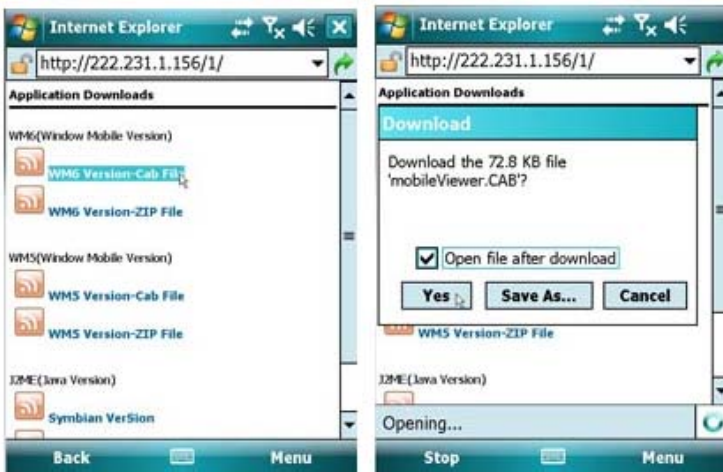 Internet Explorer
http://222.231.1.156/1/
Application Downloads
WM6(Window Mobile Version)
WM6 Version-Cab File
WM6 Version-ZIP File
WM5(Window Mobile Version)
WM5 Version-Cab File
WM5 Version-ZIP File
J2ME(Java Version)
Symbian VerSion
Back
Menu
Internet Explorer
http://222.231.1.156/1/
Application Downloads
Download
Download the 72.8 KB file
'mobileViewer.CAB'?
Open file after download
Yes
Save As...
Cancel
WM5 Version-ZIP File
J2ME(Java Version)
Opening...
Stop
Menu